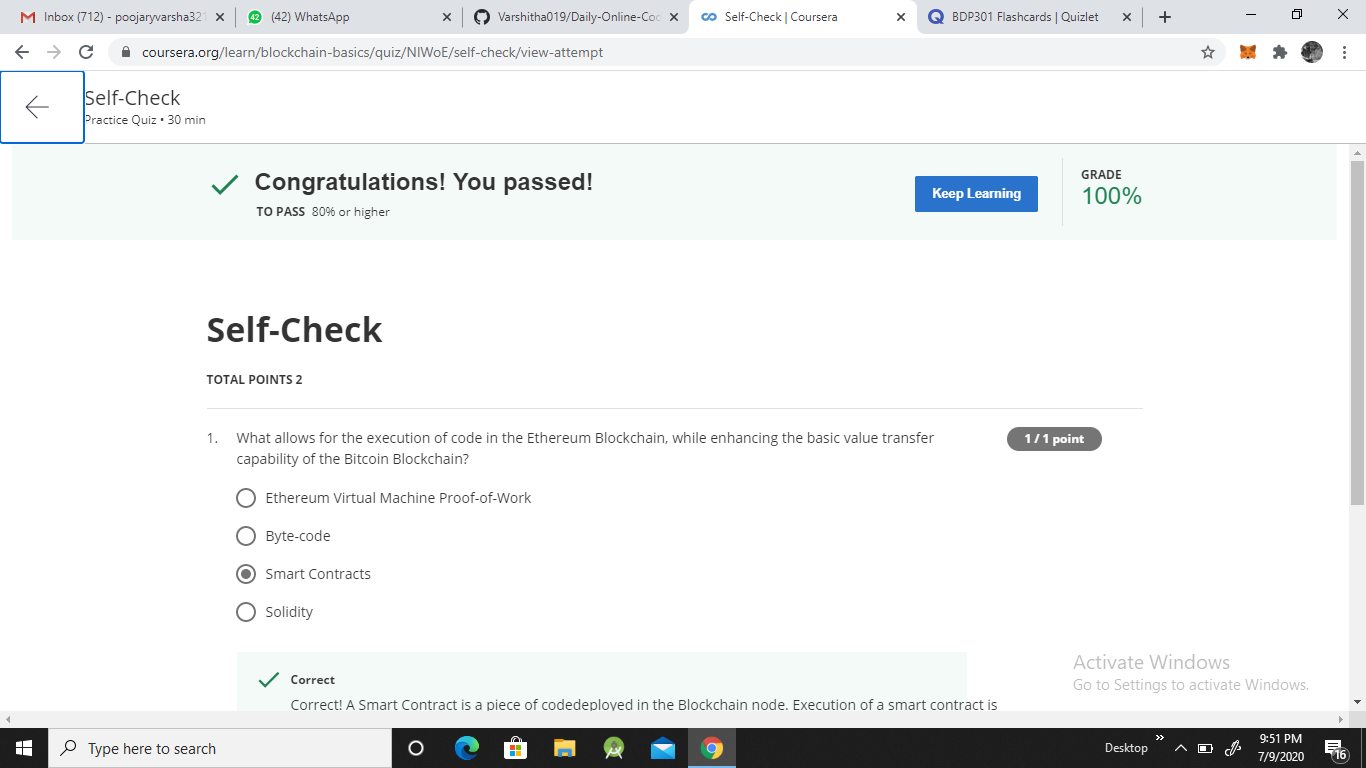 Inbox (712) - poojaryvarsha321
(42) WhatsApp
Varshitha019/Daily-Online-Coc
Self-Check | Coursera
BDP301 Flashcards | Quizlet
coursera.org/learn/blockchain-basics/quiz/NIWoE/self-check/view-attempt
Self-Check
Practice Quiz • 30 min
Congratulations! You passed!
TO PASS 80% or higher
Keep Learning
GRADE
100%
Self-Check
TOTAL POINTS 2
1. What allows for the execution of code in the Ethereum Blockchain, while enhancing the basic value transfer
capability of the Bitcoin Blockchain?
1 / 1 point
Ethereum Virtual Machine Proof-of-Work
Byte-code
Smart Contracts
Solidity
Correct
Correct! A Smart Contract is a piece of codedeployed in the Blockchain node. Execution of a smart contract is
Activate Windows
Go to Settings to activate Windows.
Type here to search
Desktop
9:51 PM
7/9/2020
16